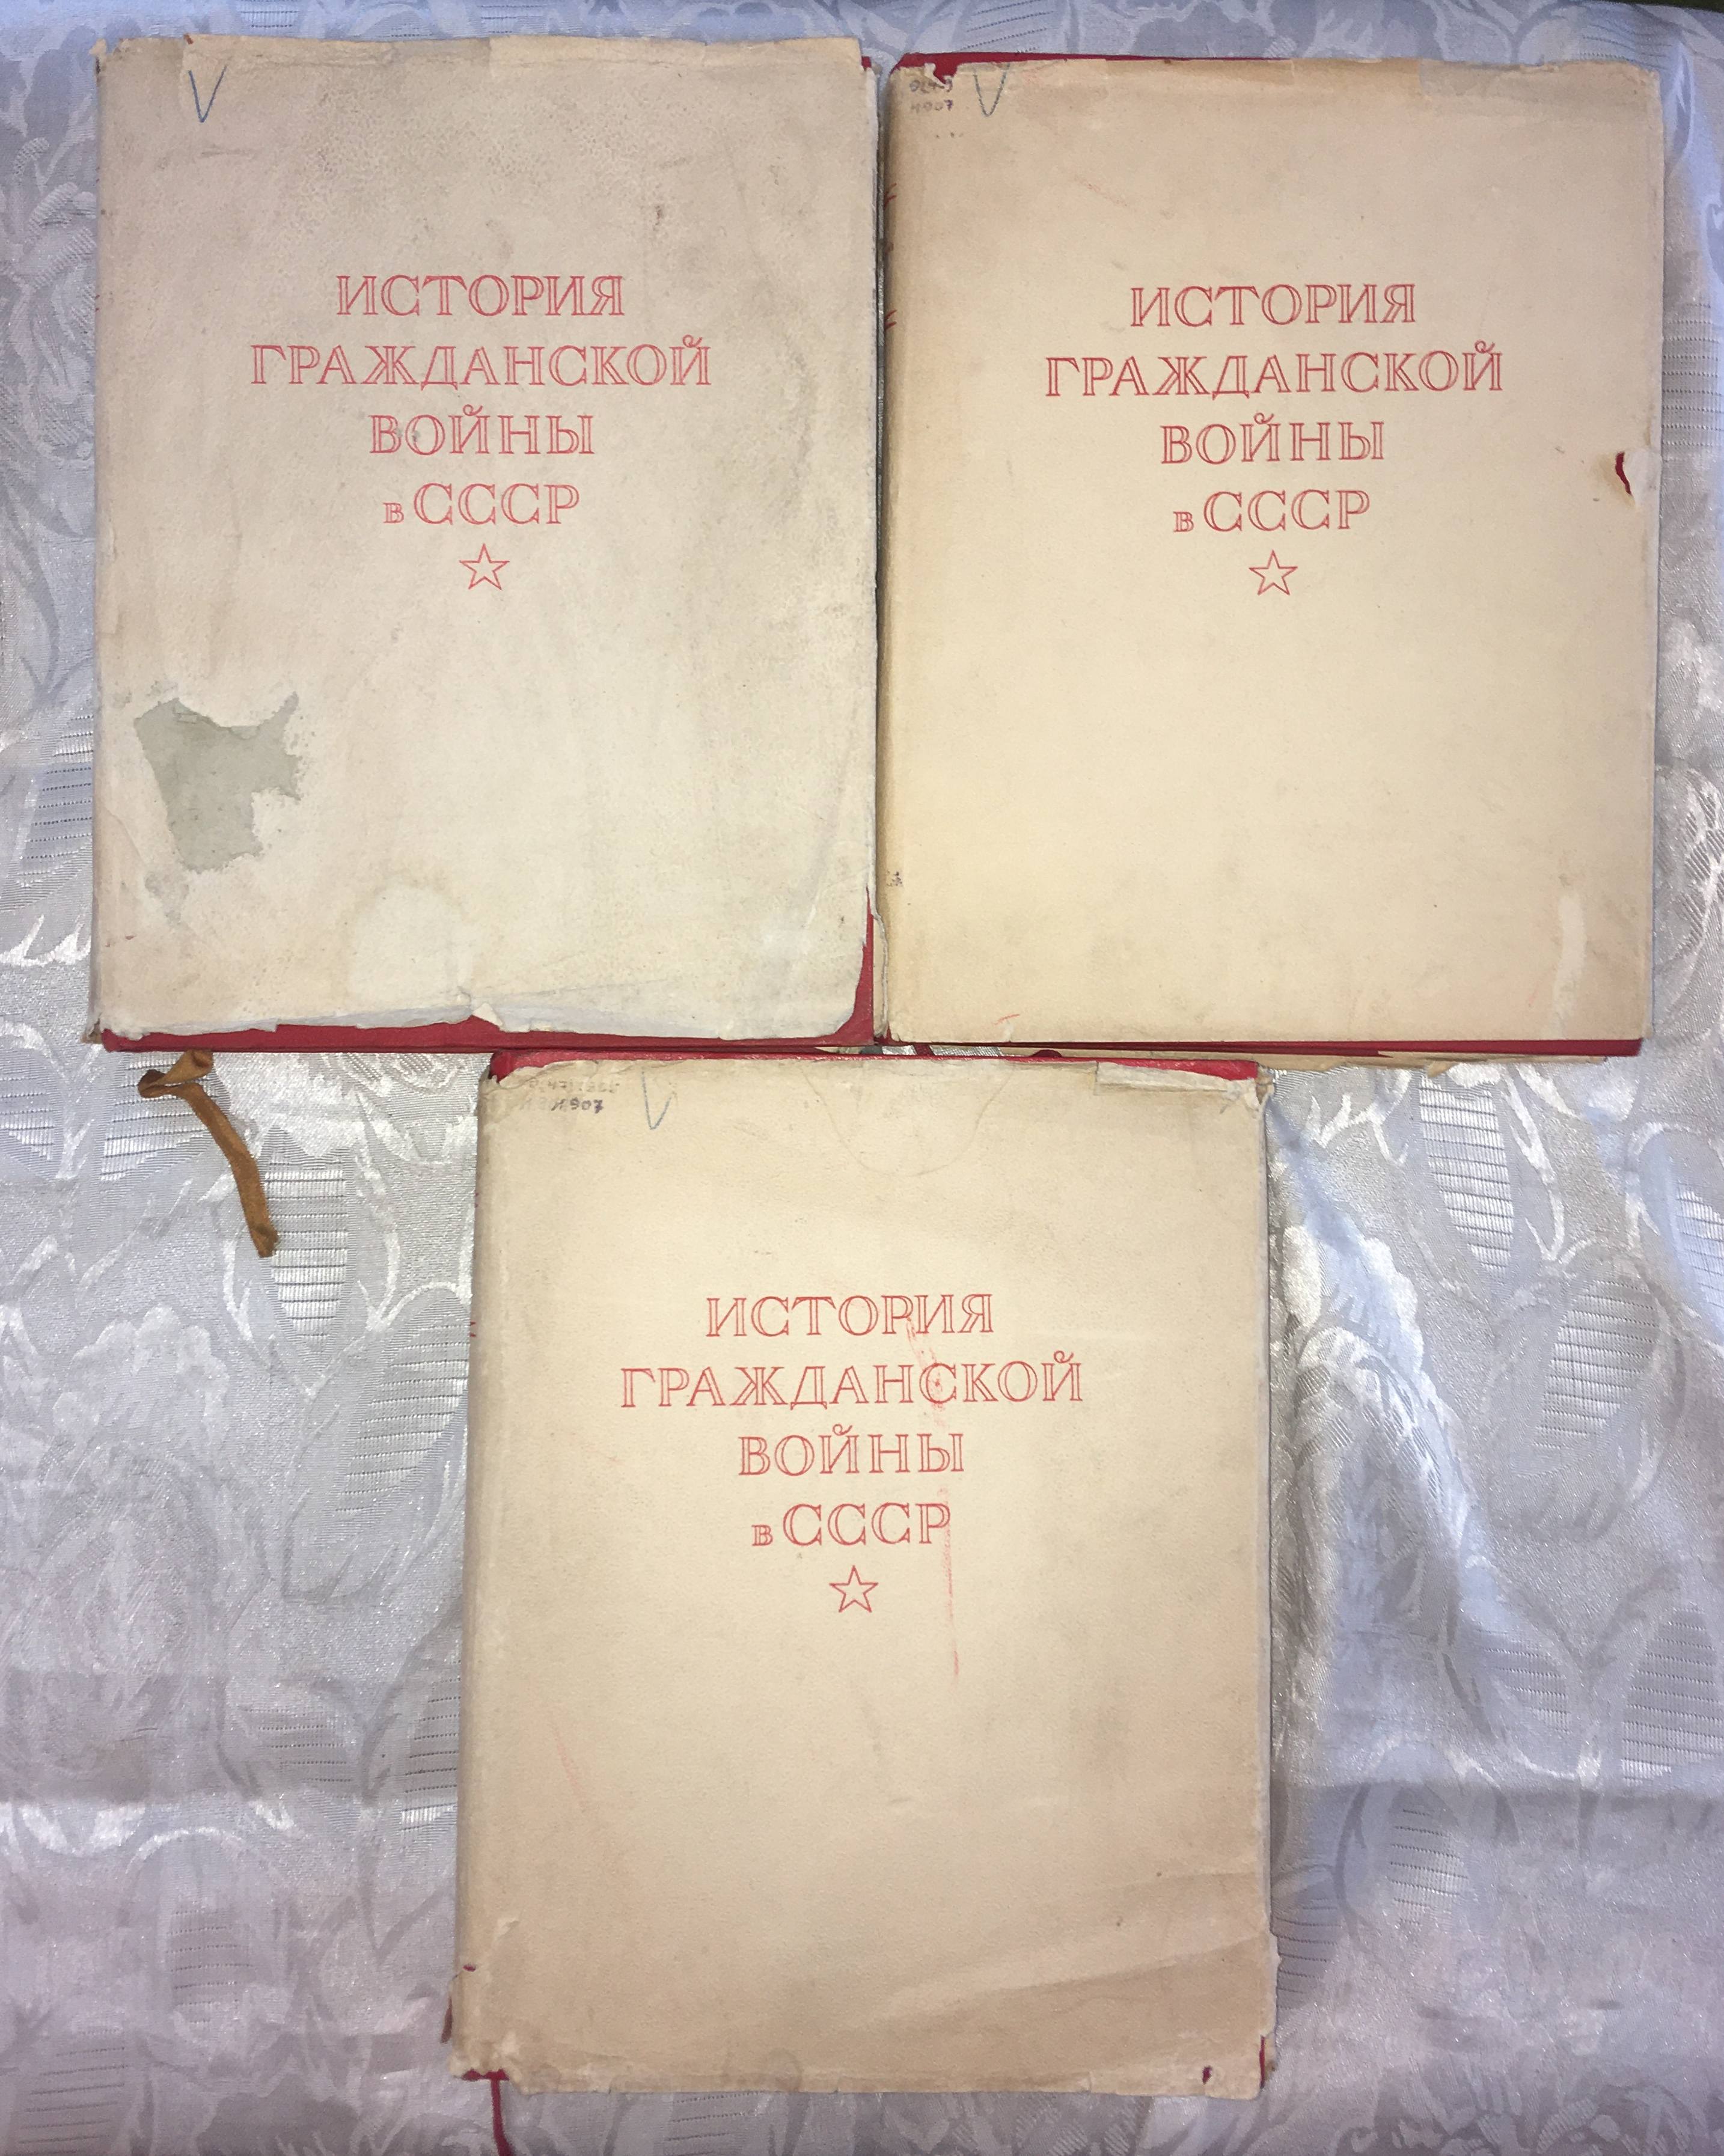 ИСТОРИЯ
ГРАЖДАНСКОЙ
ВОЙНЫ
в СССР
ИСТОРИЯ
ГРАЖДАНСКОЙ
ВОЙНЫ
в СССР
ИСТОРИЯ
ГРАЖДАНСКОЙ
ВОЙНЫ
в СССР